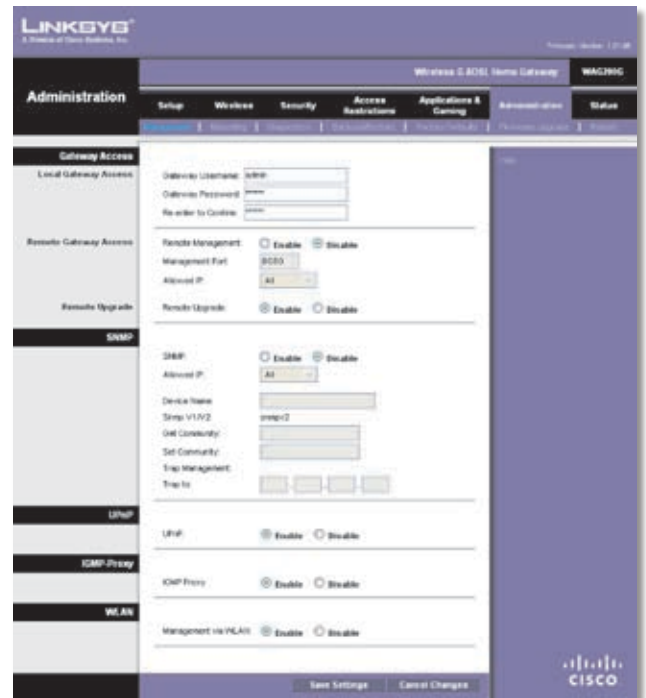 LINKSYS
A Division of Cisco Systems, Inc.
Wireless-G ADSL Home Gateway
WAG200G
Administration
Setup
Wireless
Security
Access Restrictions
Applications & Gaming
Administration
Status
Gateway Access
Local Gateway Access
Gateway Username: admin
Gateway Password:
Re-enter to Confirm:
Remote Gateway Access
Remote Management: Enable Disable
Management Port: 8080
Allowed IP: All
Remote Upgrade
Remote Upgrade: Enable Disable
SNMP
SNMP: Enable Disable
Allowed IP: All
Device Name:
Snmp V1/V2: snmpv2
Get Community:
Set Community:
Trap Management:
Trap to:
UPnP
UPnP: Enable Disable
IGMP-Proxy
IGMP Proxy: Enable Disable
WLAN
Management via WLAN: Enable Disable
Save Settings
Cancel Changes
CISCO